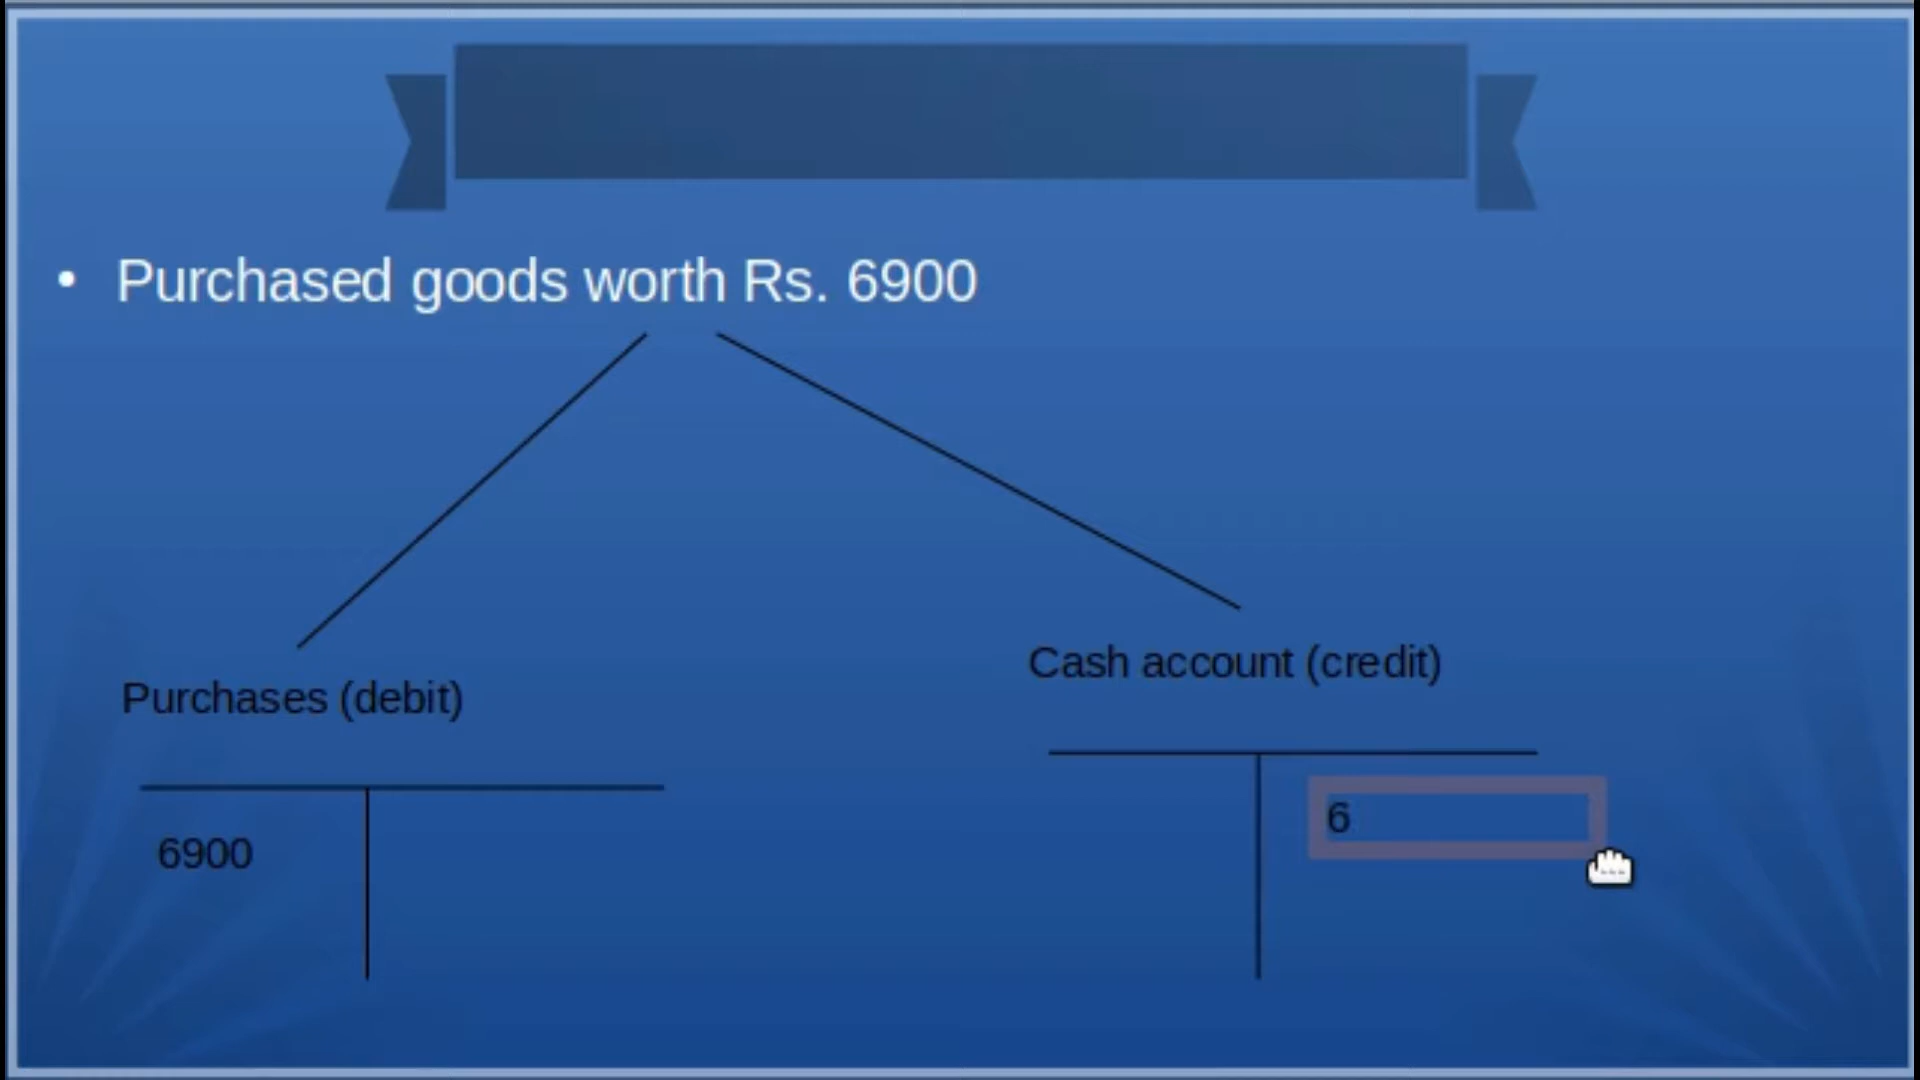 • Purchased goods worth Rs. 6900
Cash account (credit)
Purchases (debit)
6
6900